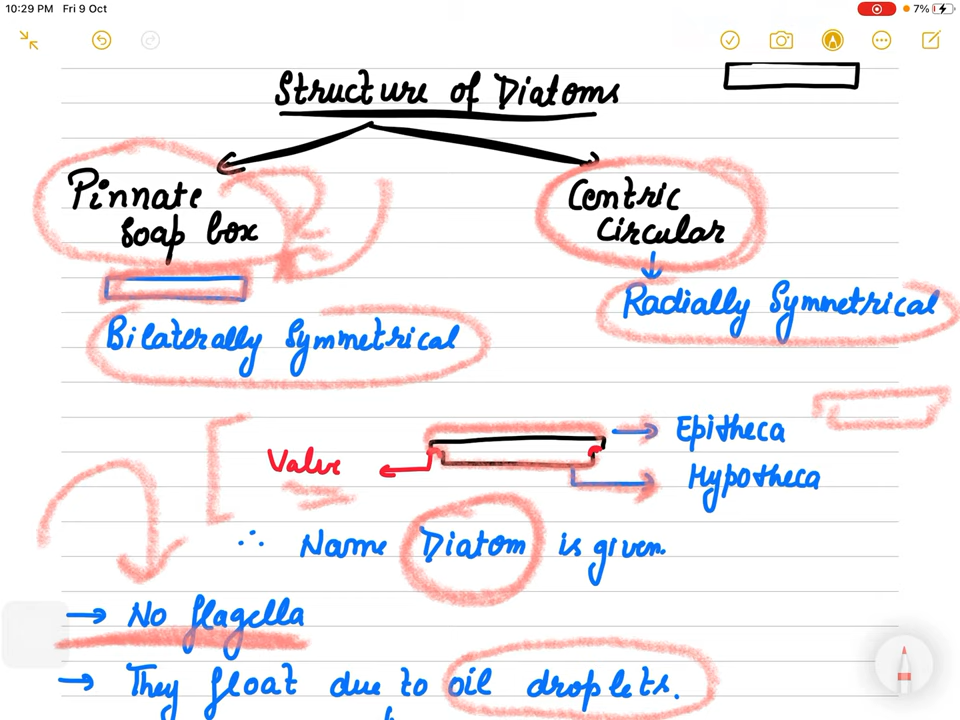 10:29 PM Fri 9 Oct
7%
Structure of Diatoms
Pinnate
Soap box
Centric
Circular
Bilaterally Symmetrical
Radially Symmetrical
Valve
Epitheca
Hypotheca
∴ Name Diatom is given.
→ No flagella
→ They float due to oil droplets.